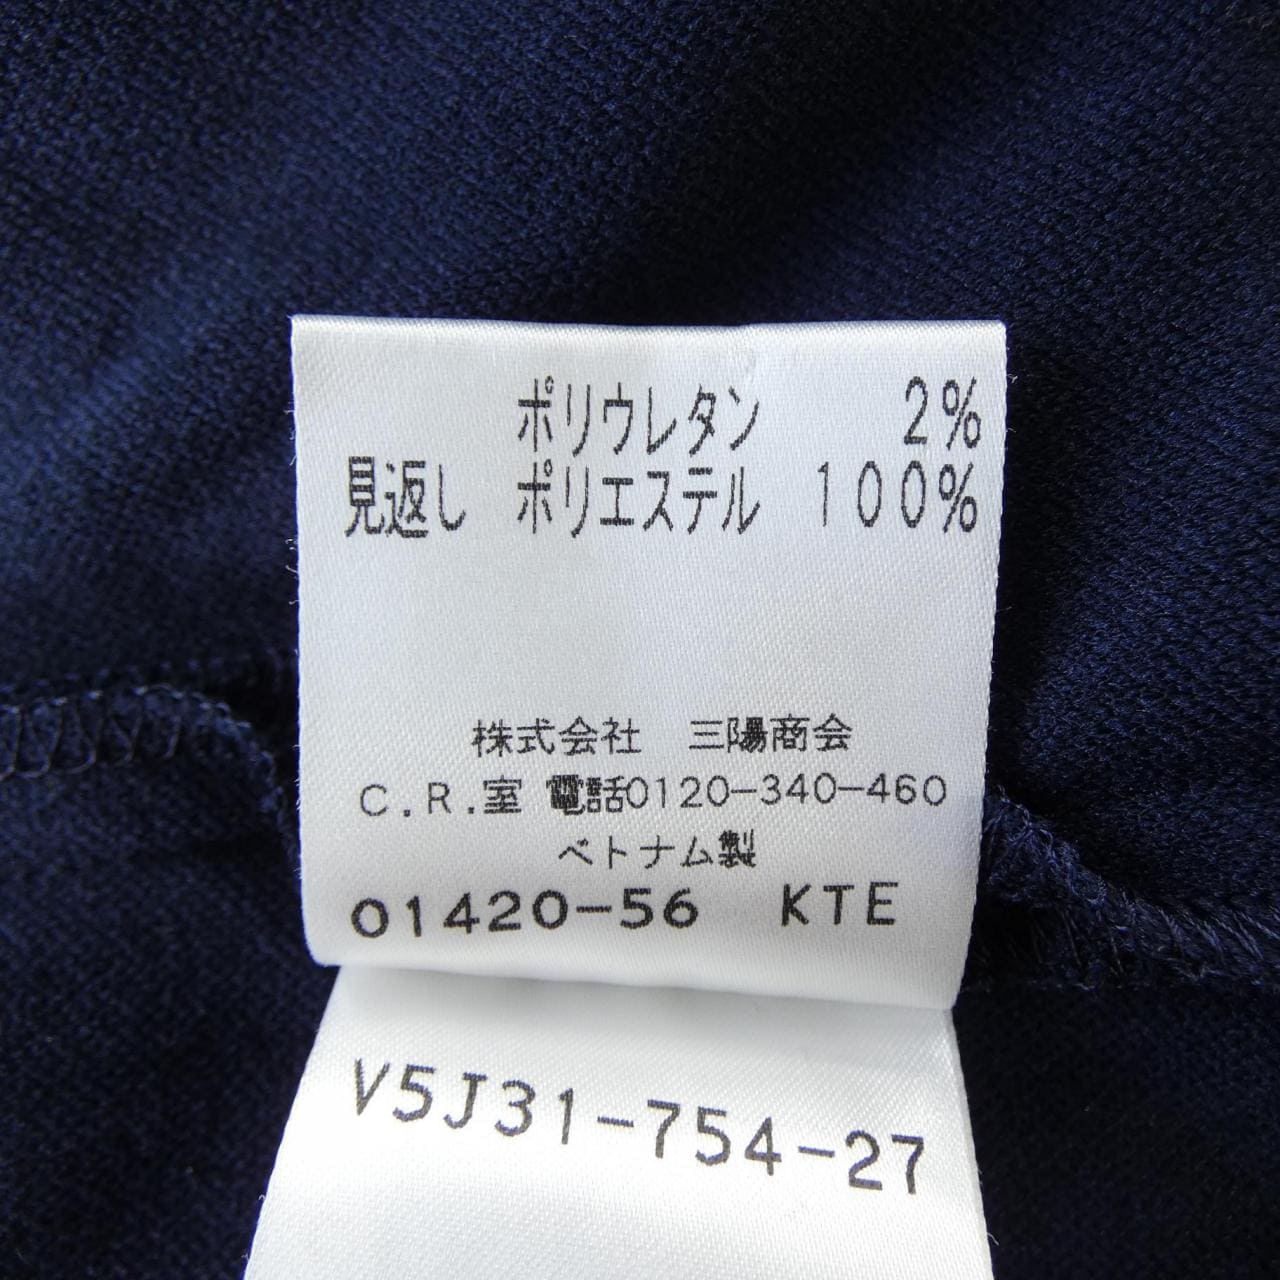 ポリウレタン 2%
見返し ポリエステル 100%
株式会社 三陽商会
C.R.室 電話0120-340-460
ベトナム製
01420-56 KTE
V5J31-754-27